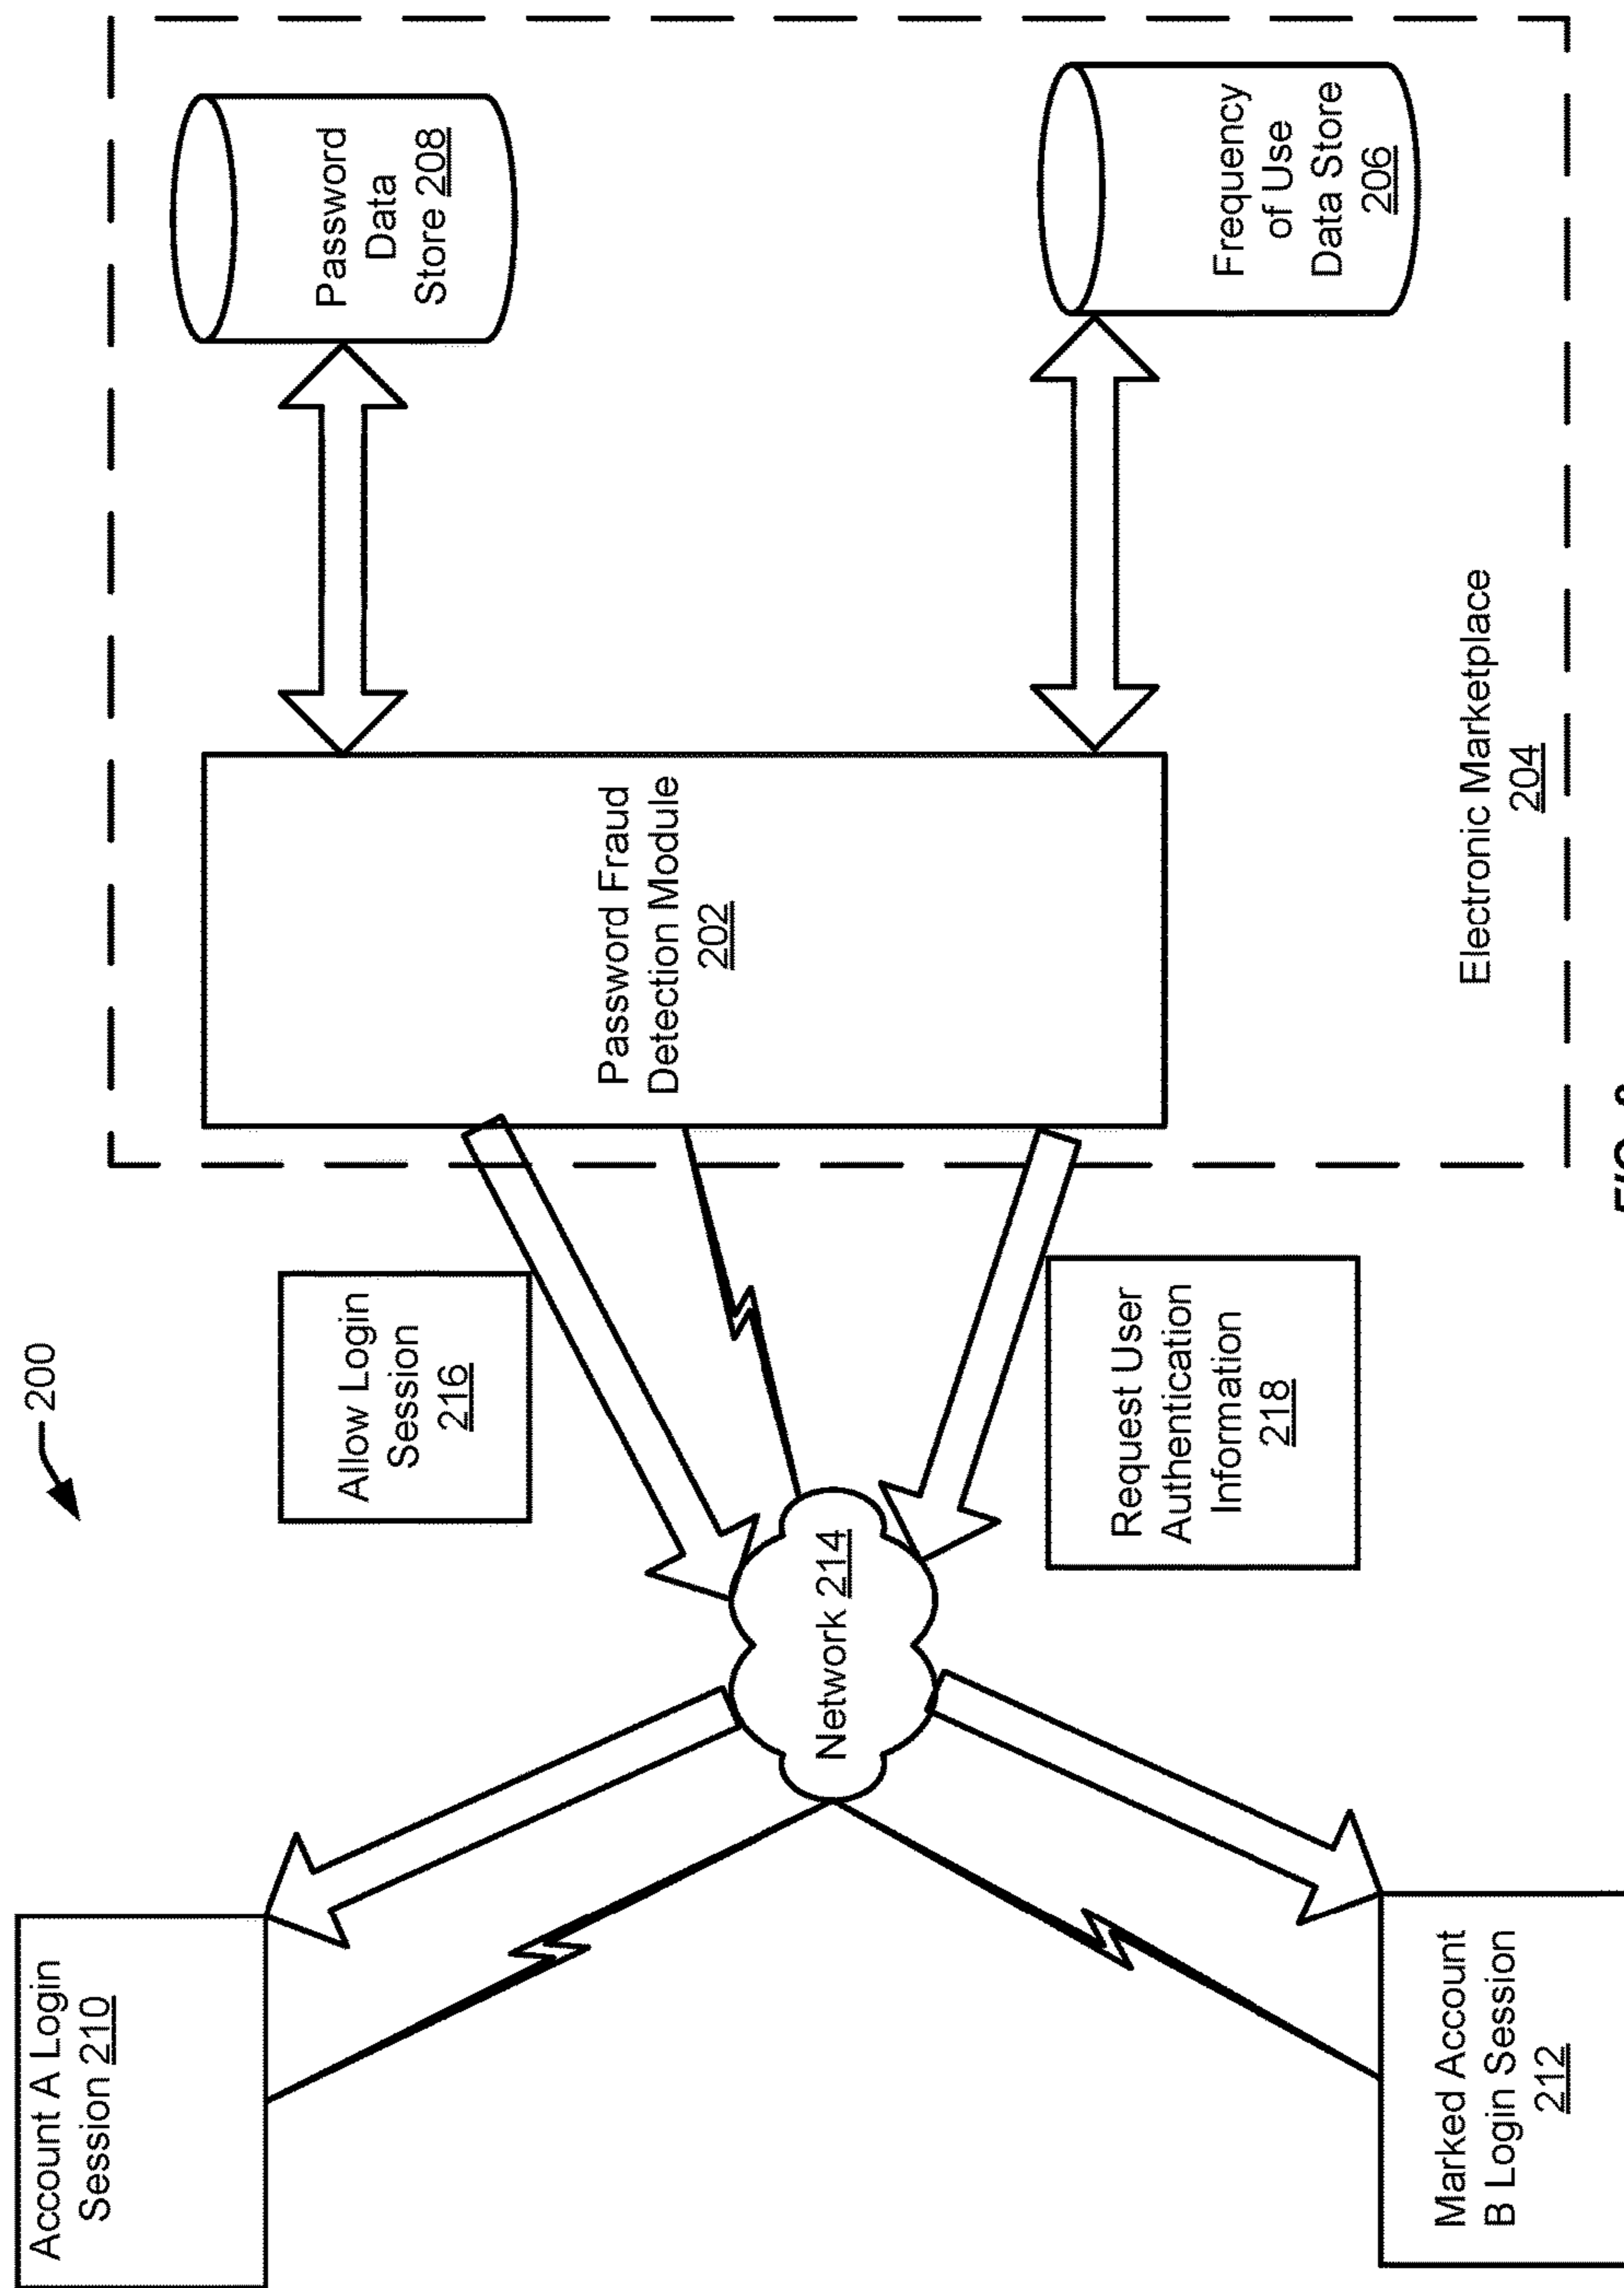 200
Account A Login
Session 210
Allow Login
Session
216
Password Fraud
Detection Module
202
Password
Data
Store 208
Network 214
Marked Account
B Login Session
212
Request User
Authentication
Information
218
Frequency
of Use
Data Store
206
Electronic Marketplace
204
FIG.